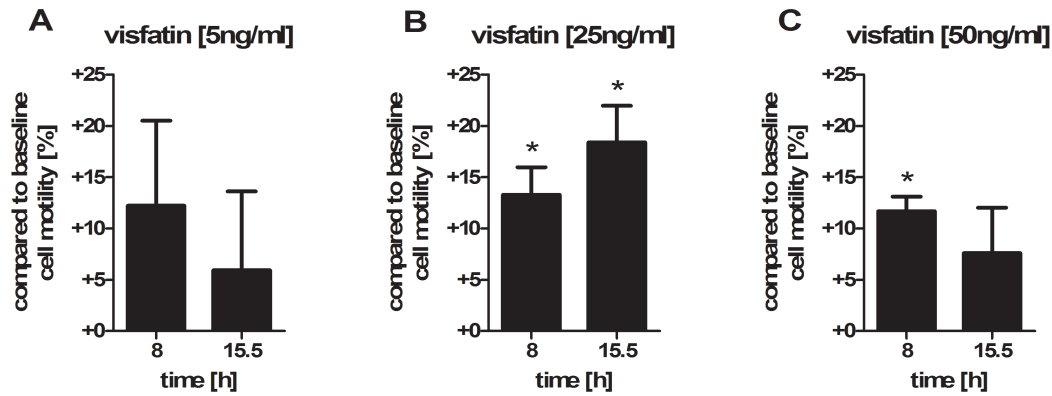 A
visfatin [5ng/ml]
compared to baseline
cell motility [%]
+25
+20
+15
+10
+5
+0
8
15.5
time [h]
B
visfatin [25ng/ml]
compared to baseline
cell motility [%]
+25
+20
+15
+10
+5
+0
*
*
8
15.5
time [h]
C
visfatin [50ng/ml]
compared to baseline
cell motility [%]
+25
+20
+15
+10
+5
+0
*
8
15.5
time [h]